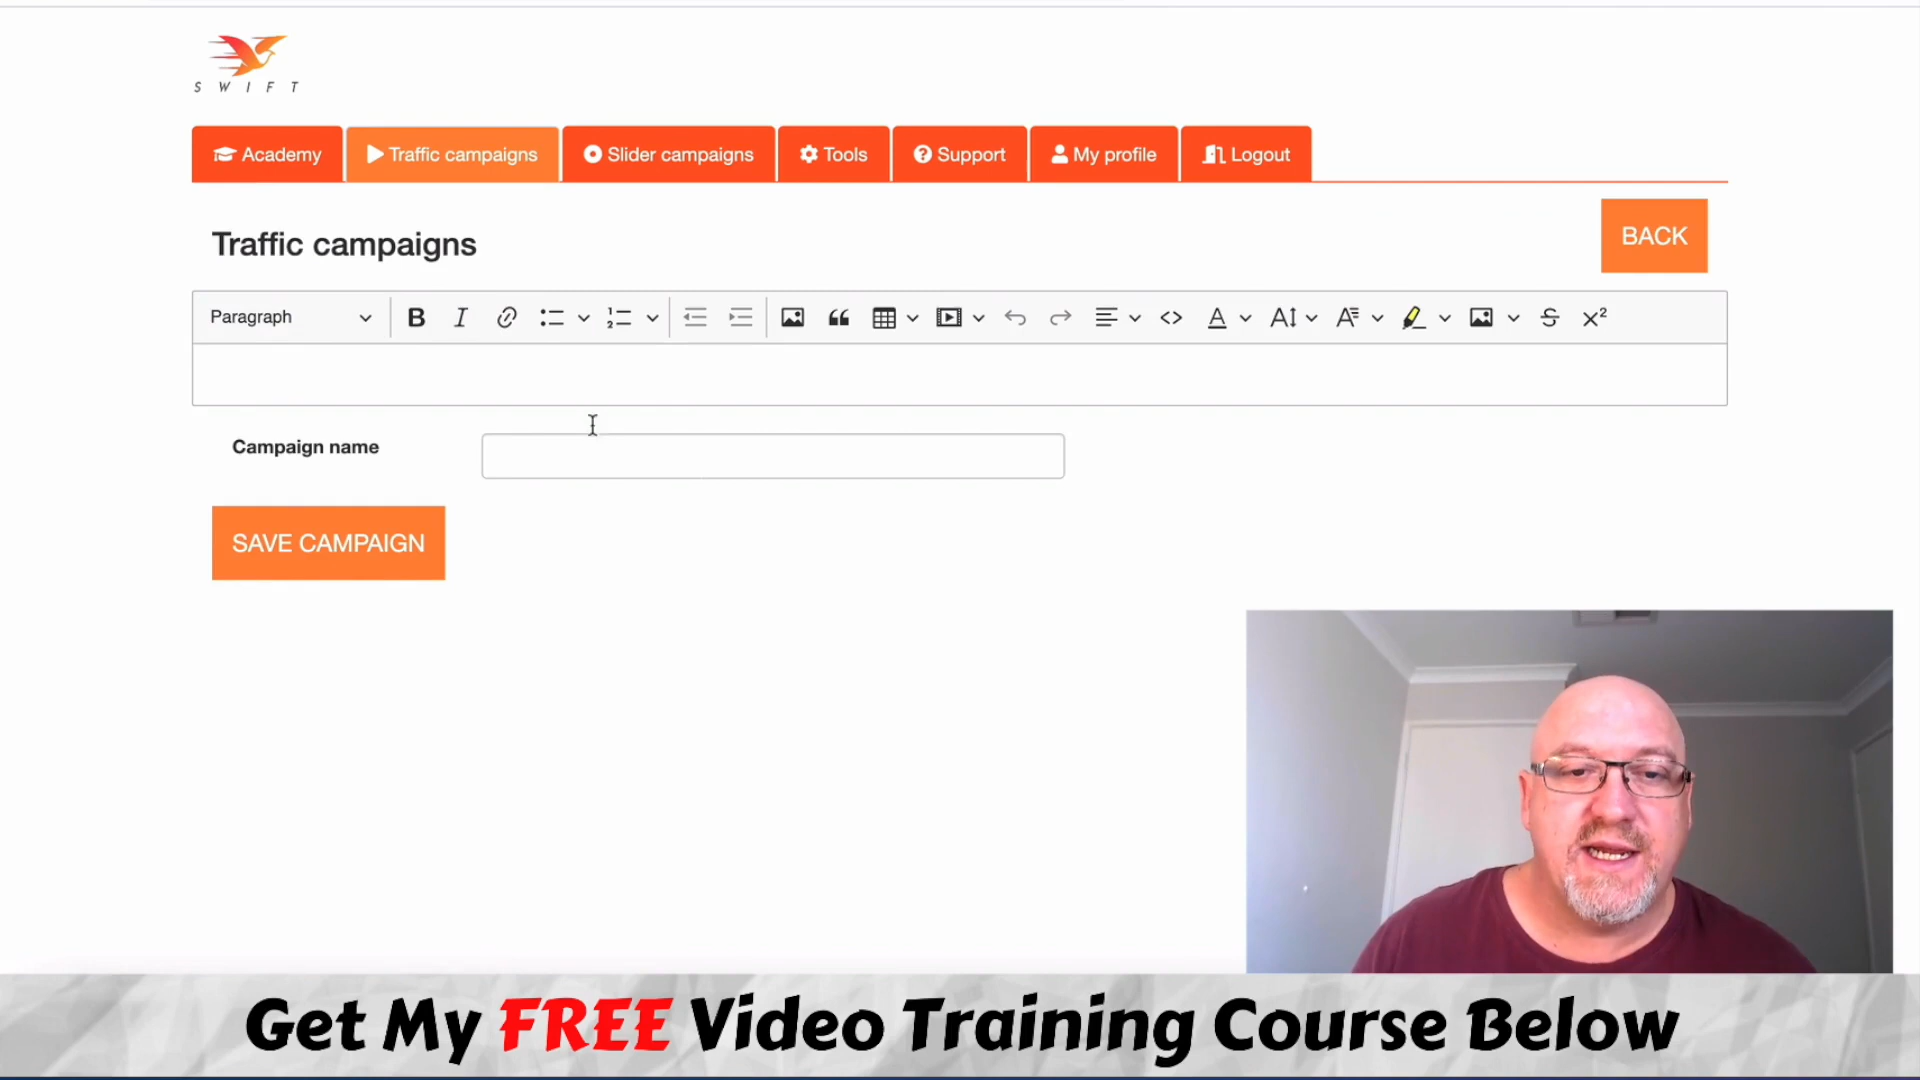 SWIFT
Academy Traffic campaigns Slider campaigns Tools Support My profile Logout
Traffic campaigns
BACK
Paragraph
Campaign name
SAVE CAMPAIGN
Get My FREE Video Training Course Below